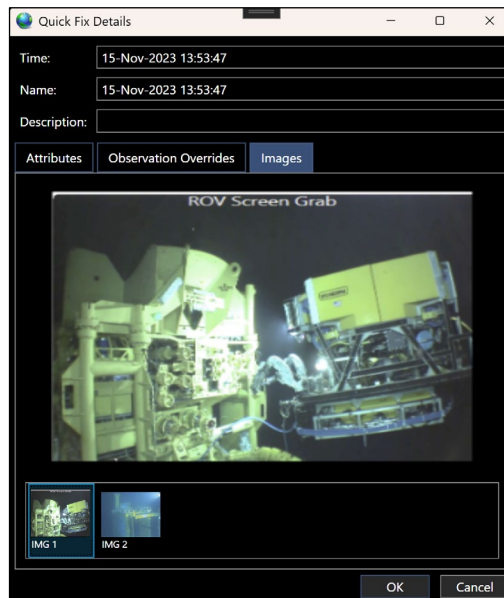 Quick Fix Details
Time: 15-Nov-2023 13:53:47
Name: 15-Nov-2023 13:53:47
Description:
Attributes Observation Overrides Images
ROV Screen Grab
IMG 1 IMG 2
OK Cancel